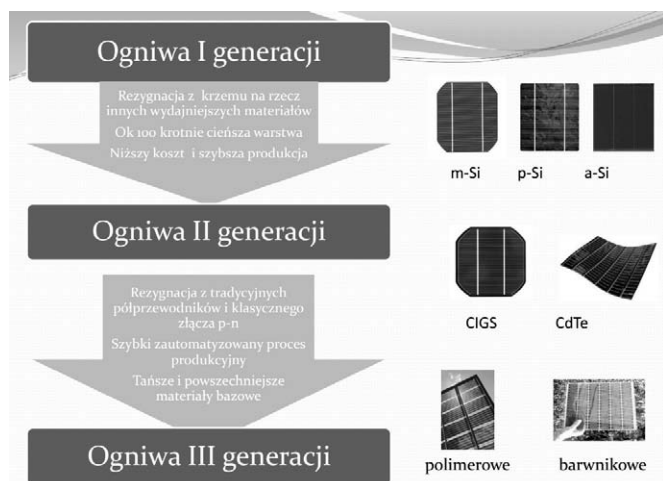 Ogniwa I generacji
Rezygnacja z krzemu na rzecz
innych wydajniejszych materiałów
Ok 100 krotnie cieńsza warstwa
Niższy koszt i szybsza produkcja
m-Si
p-Si
a-Si
Ogniwa II generacji
Rezygnacja z tradycyjnych
półprzewodników i klasycznego
złącza p-n
Szybki zautomatyzowany proces
produkcyjny
Tańsze i powszechniejsze
materiały bazowe
CIGS
CdTe
Ogniwa III generacji
polimerowe
barwnikowe